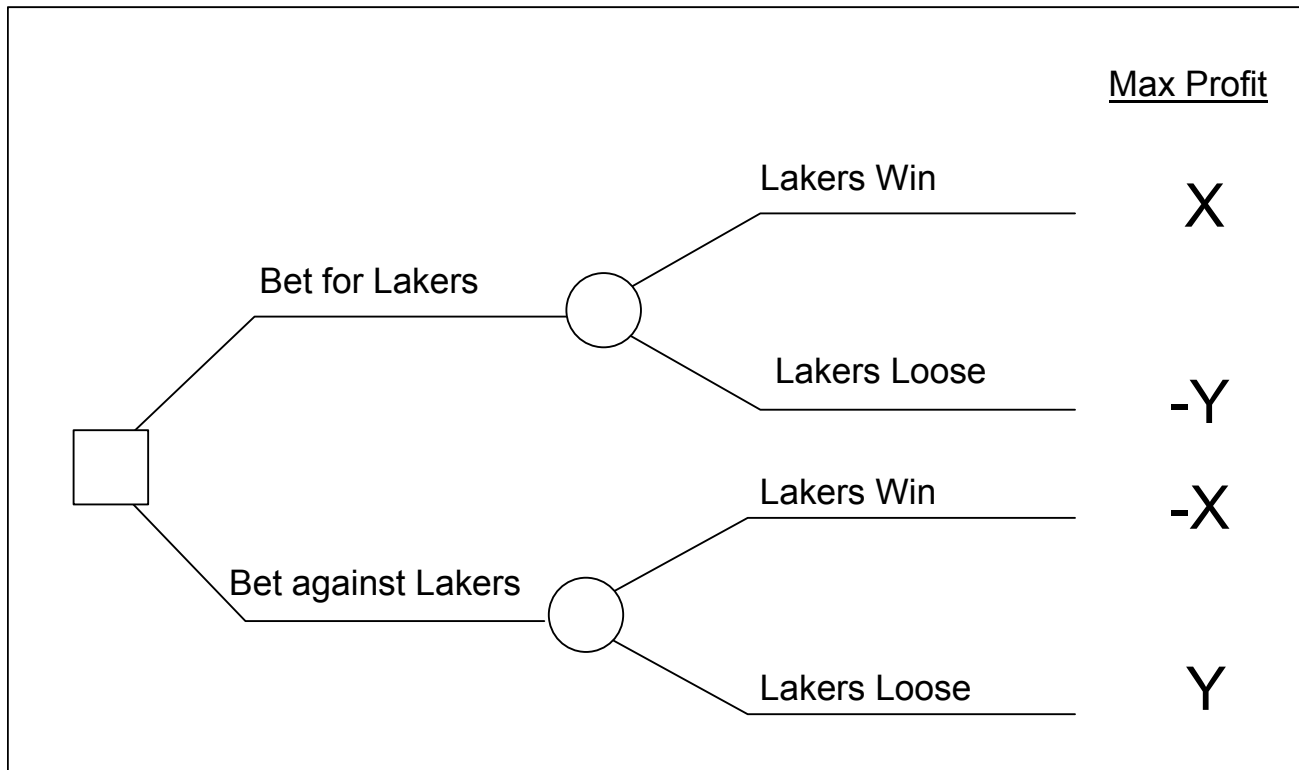 Max Profit
Lakers Win
X
Bet for Lakers
Lakers Loose
-Y
Lakers Win
-X
Bet against Lakers
Lakers Loose
Y